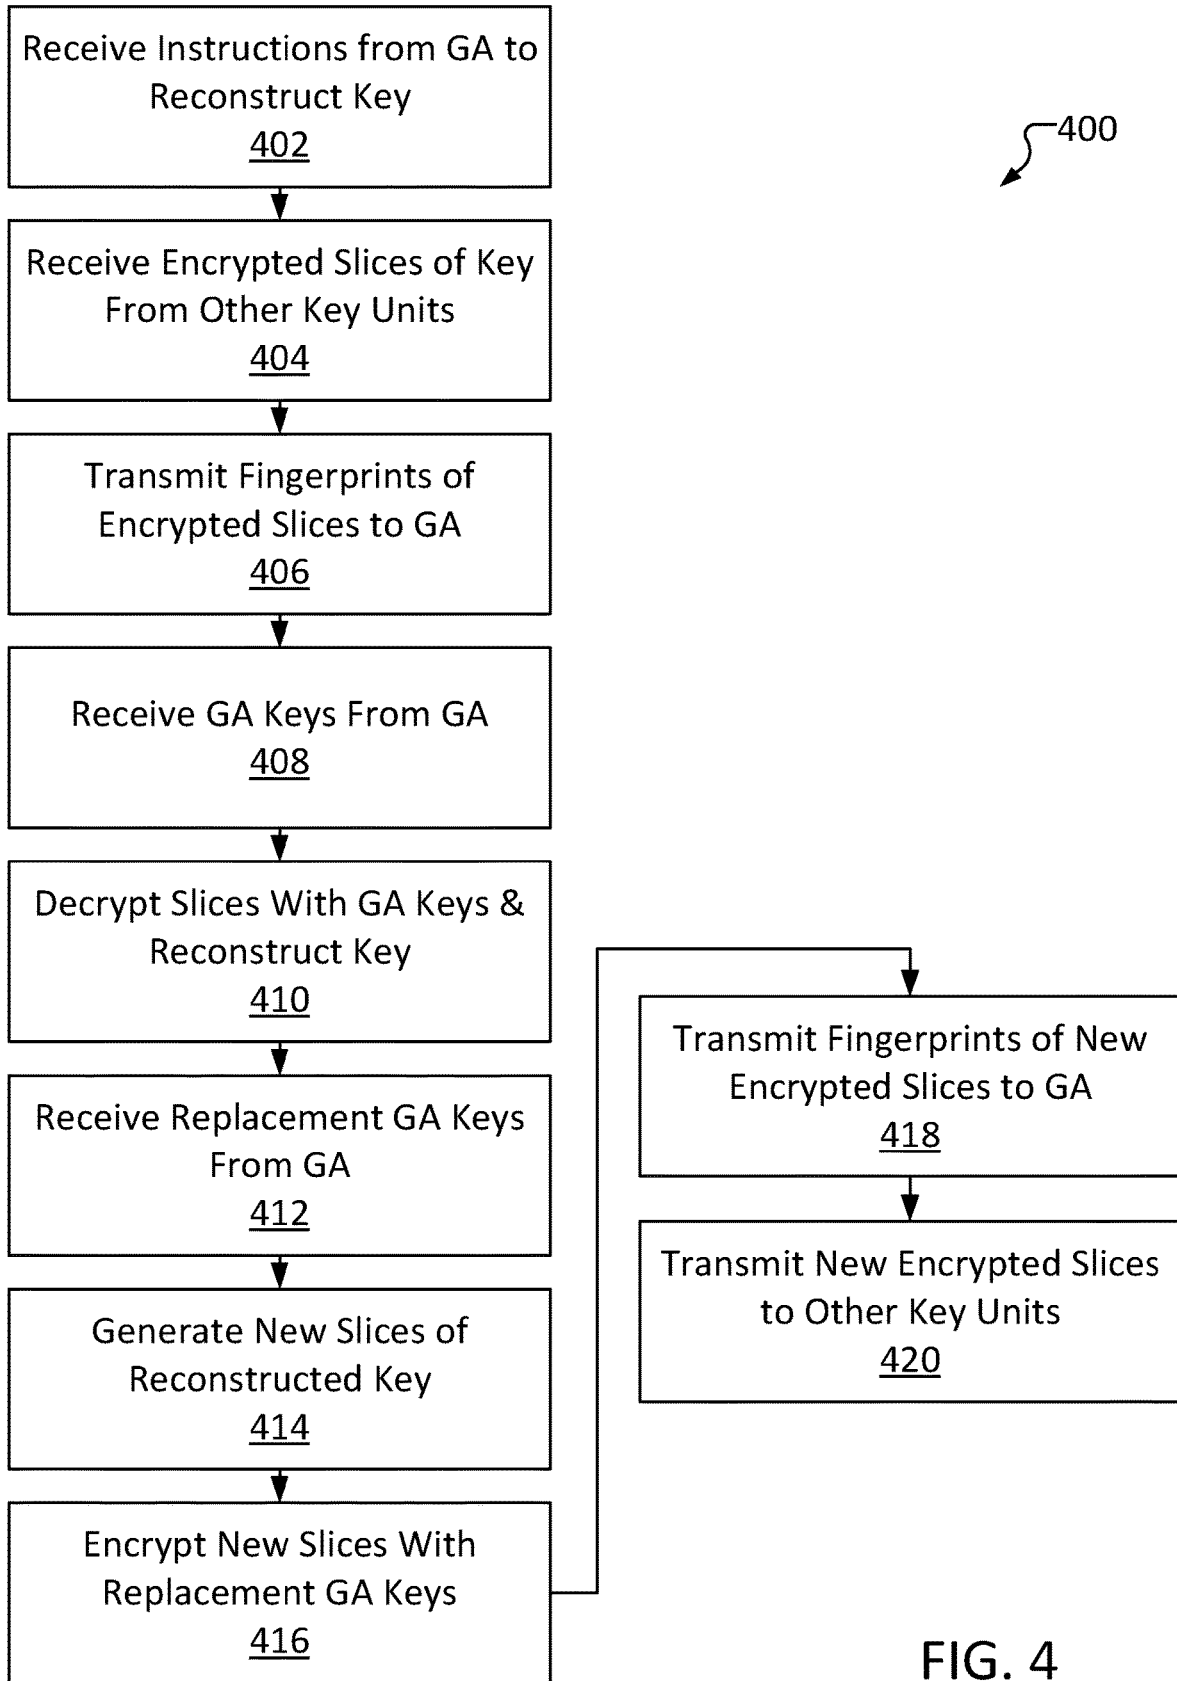 Receive Instructions from GA to
Reconstruct Key
402
400
Receive Encrypted Slices of Key
From Other Key Units
404
Transmit Fingerprints of
Encrypted Slices to GA
406
Receive GA Keys From GA
408
Decrypt Slices With GA Keys &
Reconstruct Key
410
Receive Replacement GA Keys
From GA
412
Generate New Slices of
Reconstructed Key
414
Encrypt New Slices With
Replacement GA Keys
416
Transmit Fingerprints of New
Encrypted Slices to GA
418
Transmit New Encrypted Slices
to Other Key Units
420
FIG. 4